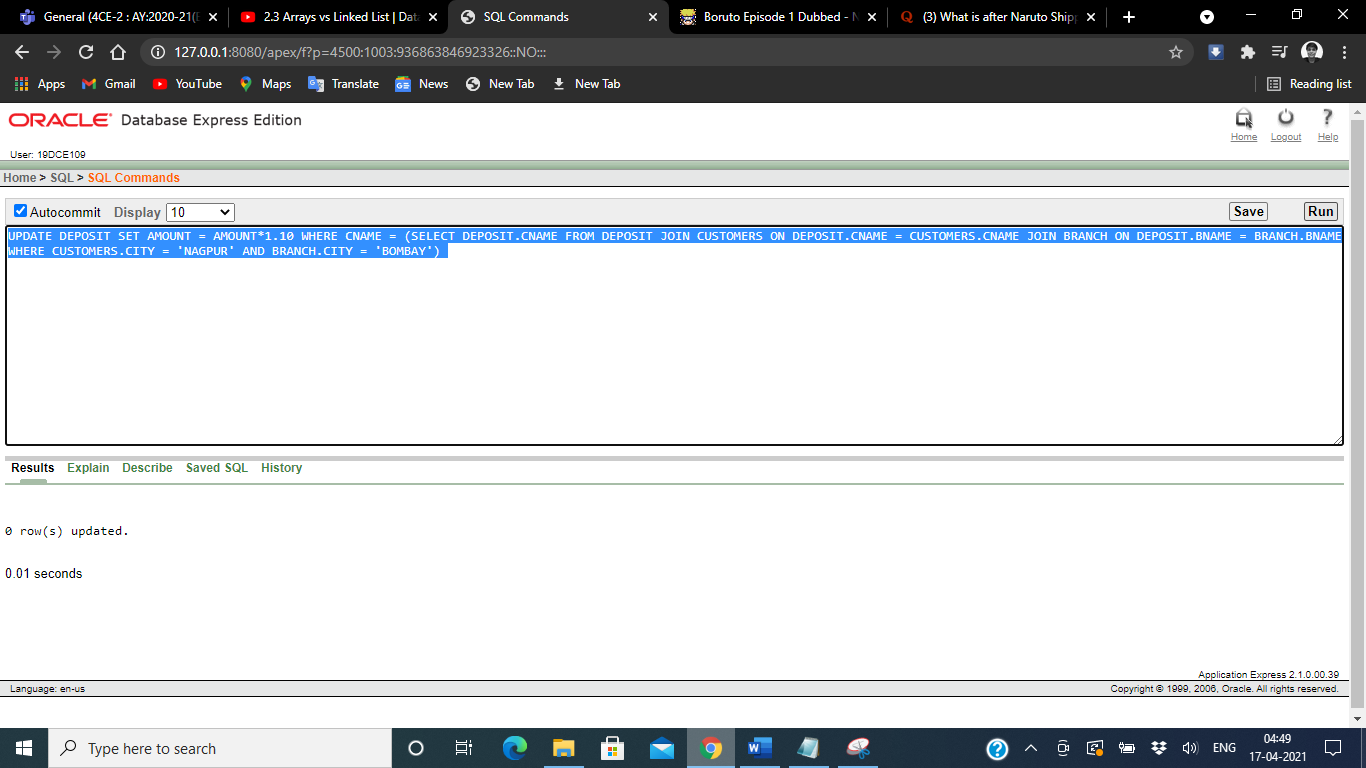 General (4CE-2 : AY:2020-21(E
2.3 Arrays vs Linked List | Dat
SQL Commands
Boruto Episode 1 Dubbed - N
(3) What is after Naruto Ship
127.0.0.1:8080/apex/f?p=4500:1003:936863846923326::NO:::
Apps Gmail YouTube Maps Translate News New Tab New Tab Reading list
ORACLE Database Express Edition
Home Logout Help
User: 19DCE109
Home > SQL > SQL Commands
Autocommit Display 10 Save Run
UPDATE DEPOSIT SET AMOUNT = AMOUNT*1.10 WHERE CNAME = (SELECT DEPOSIT.CNAME FROM DEPOSIT JOIN CUSTOMERS ON DEPOSIT.CNAME = CUSTOMERS.CNAME JOIN BRANCH ON DEPOSIT.BNAME = BRANCH.BNAME
WHERE CUSTOMERS.CITY = 'NAGPUR' AND BRANCH.CITY = 'BOMBAY')
Results Explain Describe Saved SQL History
0 row(s) updated.
0.01 seconds
Application Express 2.1.0.00.39
Language: en-us Copyright © 1999, 2006, Oracle. All rights reserved.
Type here to search
ENG
04:49
17-04-2021